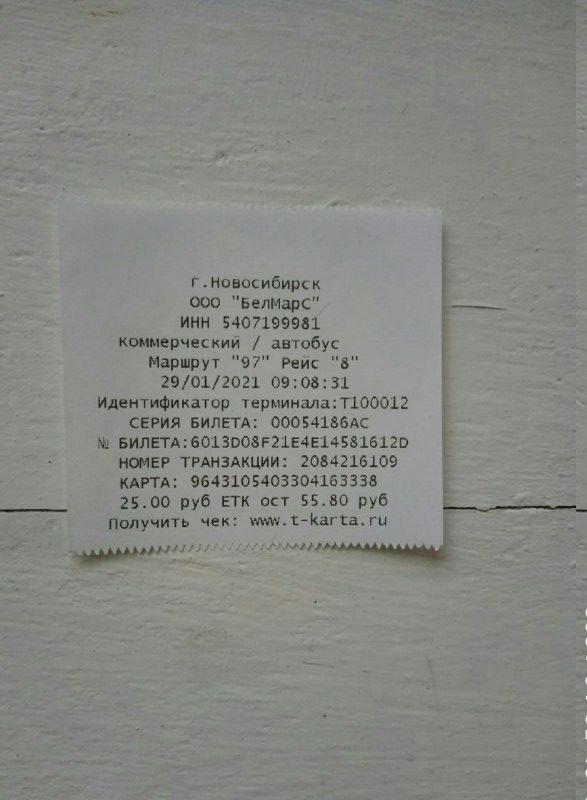 г.Новосибирск
ООО "БелМарс"
ИНН 5407199981
коммерческий / автобус
Маршрут "97" Рейс "8"
29/01/2021 09:08:31
Идентификатор терминала:T100012
СЕРИЯ БИЛЕТА: 00054186AC
№ БИЛЕТА:6013D08F21E4E14581612D
НОМЕР ТРАНЗАКЦИИ: 2084216109
КАРТА: 9643105403304163338
25.00 руб ЕТК ост 55.80 руб
Получить чек: www.t-karta.ru